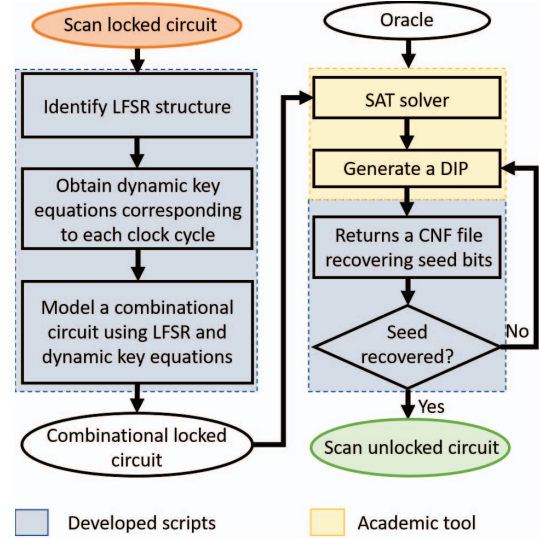 Scan locked circuit
Identify LFSR structure
Obtain dynamic key
equations corresponding
to each clock cycle
Model a combinational
circuit using LFSR and
dynamic key equations
Combinational locked
circuit
Oracle
SAT solver
Generate a DIP
Returns a CNF file
recovering seed bits
Seed
recovered?
No
Yes
Scan unlocked circuit
Developed scripts
Academic tool